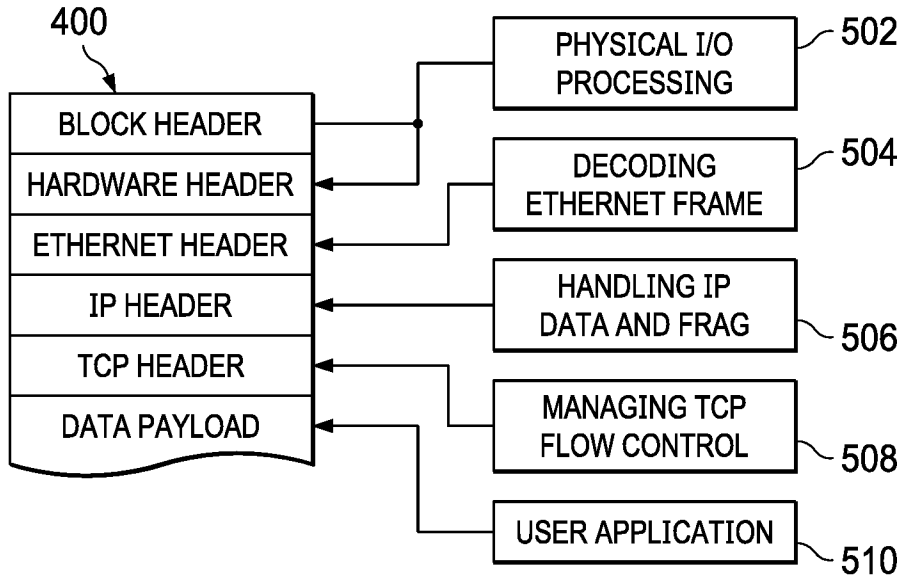 400
BLOCK HEADER
HARDWARE HEADER
ETHERNET HEADER
IP HEADER
TCP HEADER
DATA PAYLOAD
PHYSICAL I/O
PROCESSING
502
DECODING
ETHERNET FRAME
504
HANDLING IP
DATA AND FRAG
506
MANAGING TCP
FLOW CONTROL
508
USER APPLICATION
510